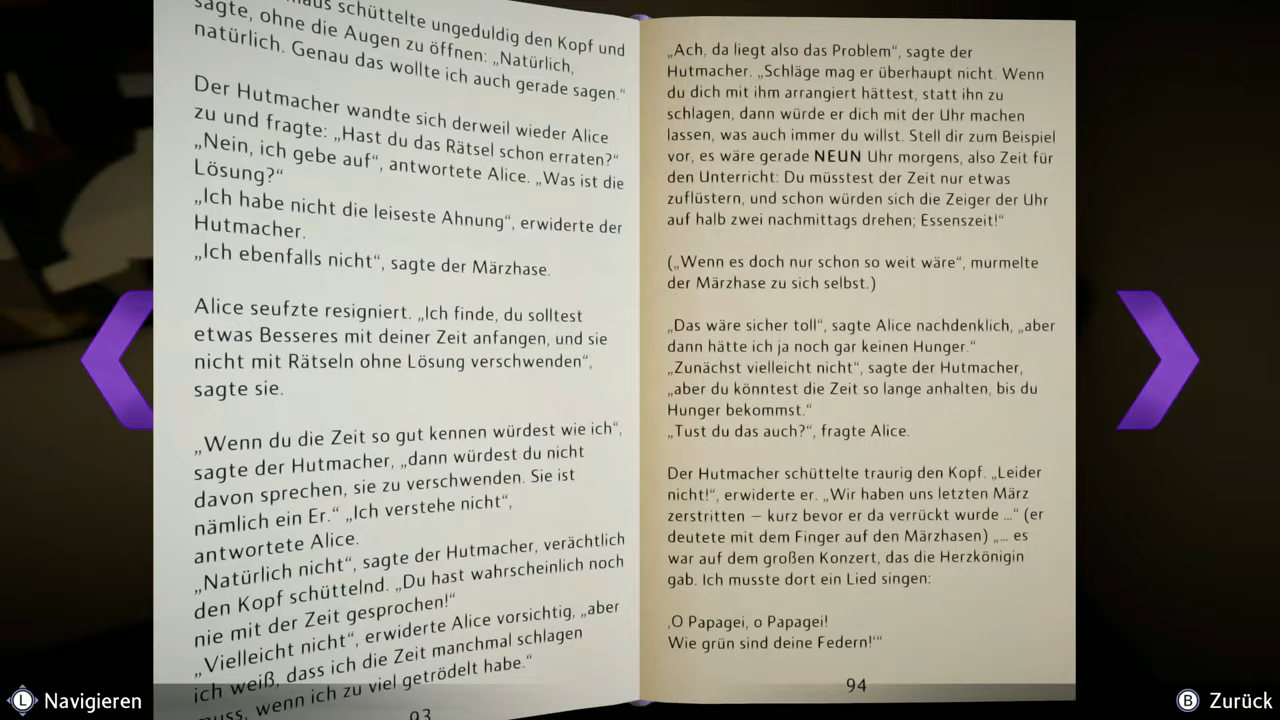 schüttelte ungeduldig den Kopf und
sagte, ohne die Augen zu öffnen: „Natürlich,
natürlich. Genau das wollte ich auch gerade sagen.“
Der Hutmacher wandte sich derweil wieder Alice
zu und fragte: „Hast du das Rätsel schon erraten?“
„Nein, ich gebe auf“, antwortete Alice. „Was ist die
Lösung?“
„Ich habe nicht die leiseste Ahnung“, erwiderte der
Hutmacher.
„Ich ebenfalls nicht“, sagte der Märzhase.
Alice seufzte resigniert. „Ich finde, du solltest
etwas Besseres mit deiner Zeit anfangen, und sie
nicht mit Rätseln ohne Lösung verschwenden“,
sagte sie.
„Wenn du die Zeit so gut kennen würdest wie ich“,
sagte der Hutmacher, „dann würdest du nicht
davon sprechen, sie zu verschwenden. Sie ist
nämlich ein Er.“ „Ich verstehe nicht“,
antwortete Alice.
„Natürlich nicht“, sagte der Hutmacher, verächtlich
den Kopf schüttelnd. „Du hast wahrscheinlich noch
nie mit der Zeit gesprochen!“
„Vielleicht nicht“, erwiderte Alice vorsichtig, „aber
ich weiß, dass ich die Zeit manchmal schlagen
muss, wenn ich zu viel getrödelt habe.“
93
„Ach, da liegt also das Problem“, sagte der
Hutmacher. „Schläge mag er überhaupt nicht. Wenn
du dich mit ihm arrangiert hättest, statt ihn zu
schlagen, dann würde er dich mit der Uhr machen
lassen, was auch immer du willst. Stell dir zum Beispiel
vor, es wäre gerade NEUN Uhr morgens, also Zeit für
den Unterricht: Du müsstest der Zeit nur etwas
zuflüstern, und schon würden sich die Zeiger der Uhr
auf halb zwei nachmittags drehen; Essenszeit!“
(„Wenn es doch nur schon so weit wäre“, murmelte
der Märzhase zu sich selbst.)
„Das wäre sicher toll“, sagte Alice nachdenklich, „aber
dann hätte ich ja noch gar keinen Hunger.“
„Zunächst vielleicht nicht“, sagte der Hutmacher,
„aber du könntest die Zeit so lange anhalten, bis du
Hunger bekommst.“
„Tust du das auch?“, fragte Alice.
Der Hutmacher schüttelte traurig den Kopf. „Leider
nicht!“, erwiderte er. „Wir haben uns letzten März
zerstritten – kurz bevor er da verrückt wurde ...“ (er
deutete mit dem Finger auf den Märzhasen) „... es
war auf dem großen Konzert, das die Herzkönigin
gab. Ich musste dort ein Lied singen:
‚O Papagei, o Papagei!
Wie grün sind deine Federn!‘“
94
L Navigieren
B Zurück